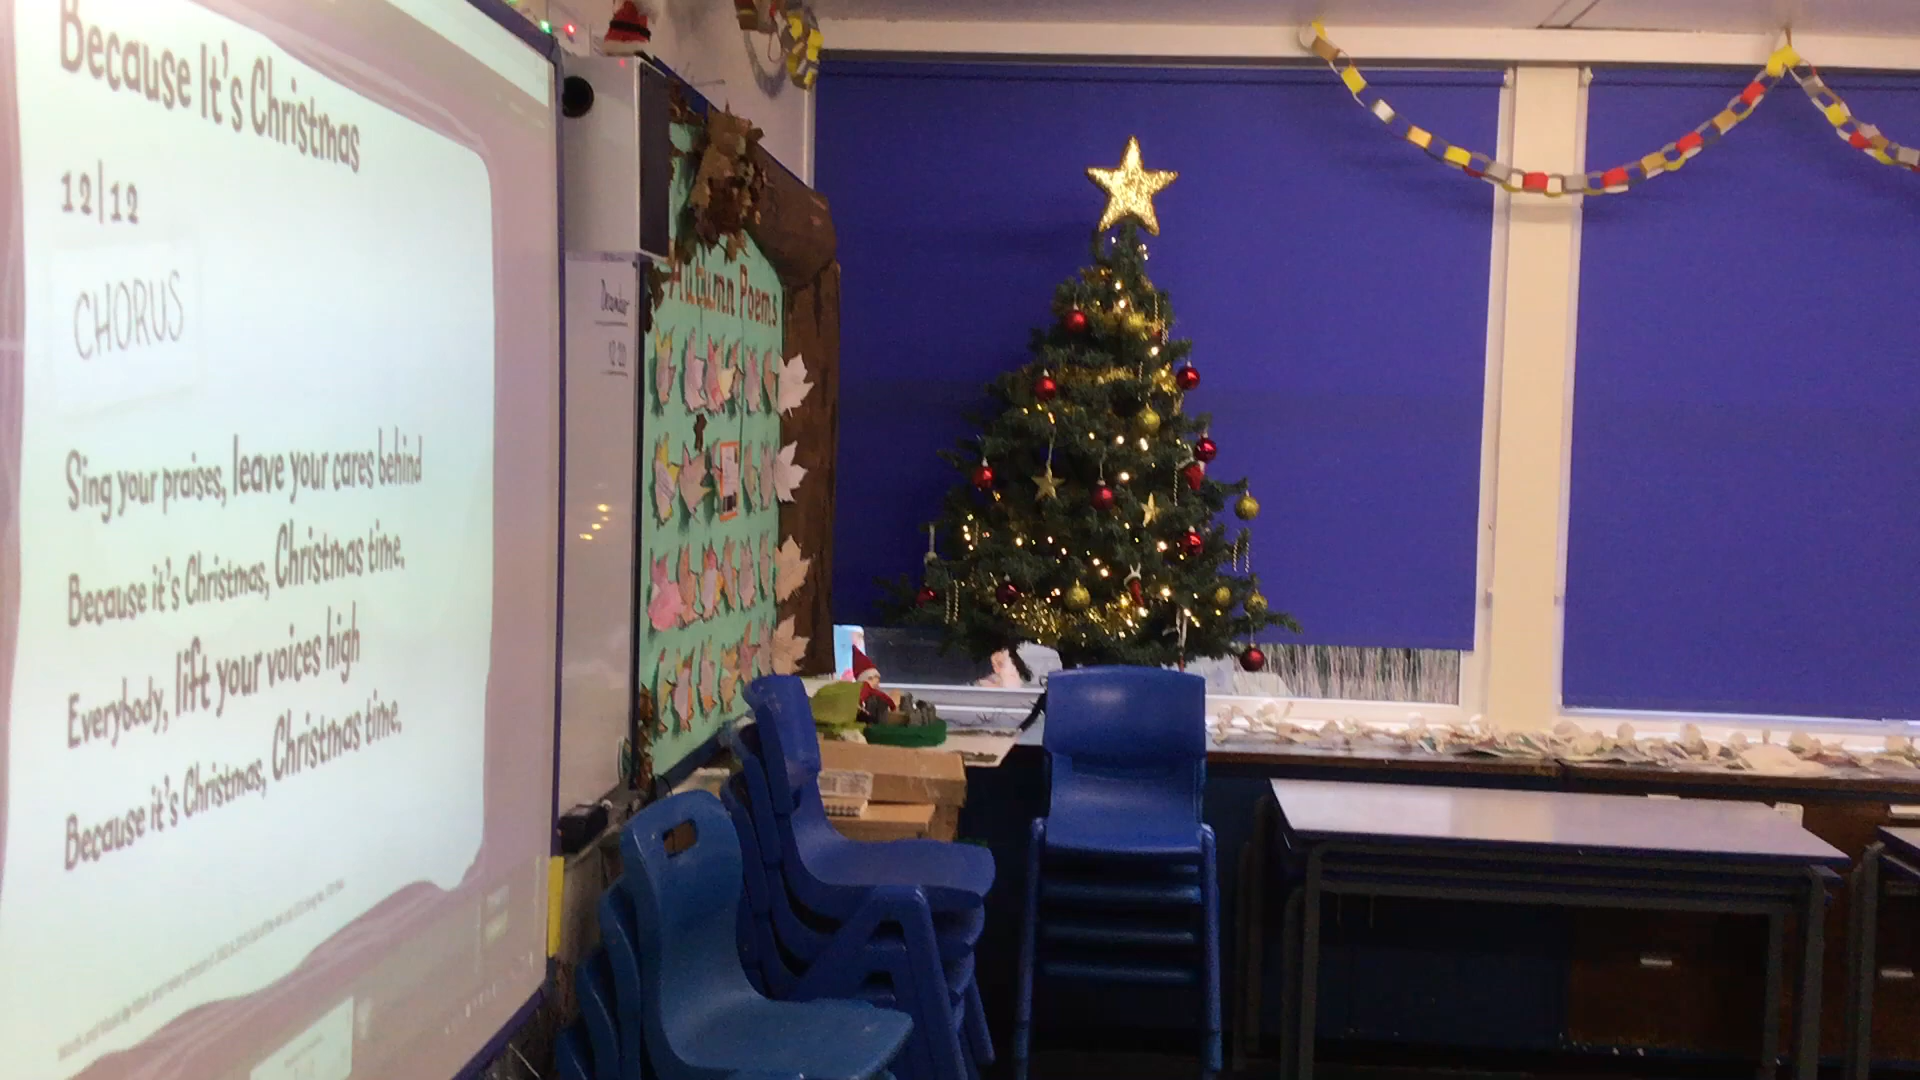 Because It's Christmas
12|12
CHORUS
Sing your praises, leave your cares behind
Because it's Christmas, Christmas time.
Everybody, lift your voices high
Because it's Christmas, Christmas time.
December
Autumn Poems